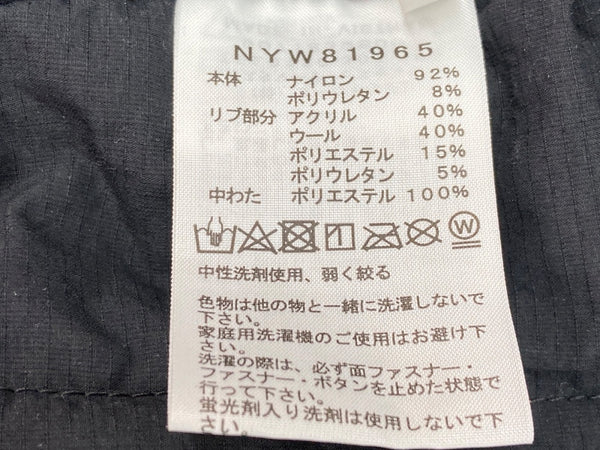 NYW81965
本体 ナイロン 92%
ポリウレタン 8%
リブ部分 アクリル 40%
ウール 40%
ポリエステル 15%
ポリウレタン 5%
中わた ポリエステル 100%
W
中性洗剤使用、弱く絞る
色物は他の物と一緒に洗濯しないで
下さい。
家庭用洗濯機のご使用はお避け下
さい。
洗濯の際は、必ず面ファスナー・
ファスナー・ボタンを止めた状態で
行って下さい。
蛍光剤入り洗剤は使用しないで下
さい。